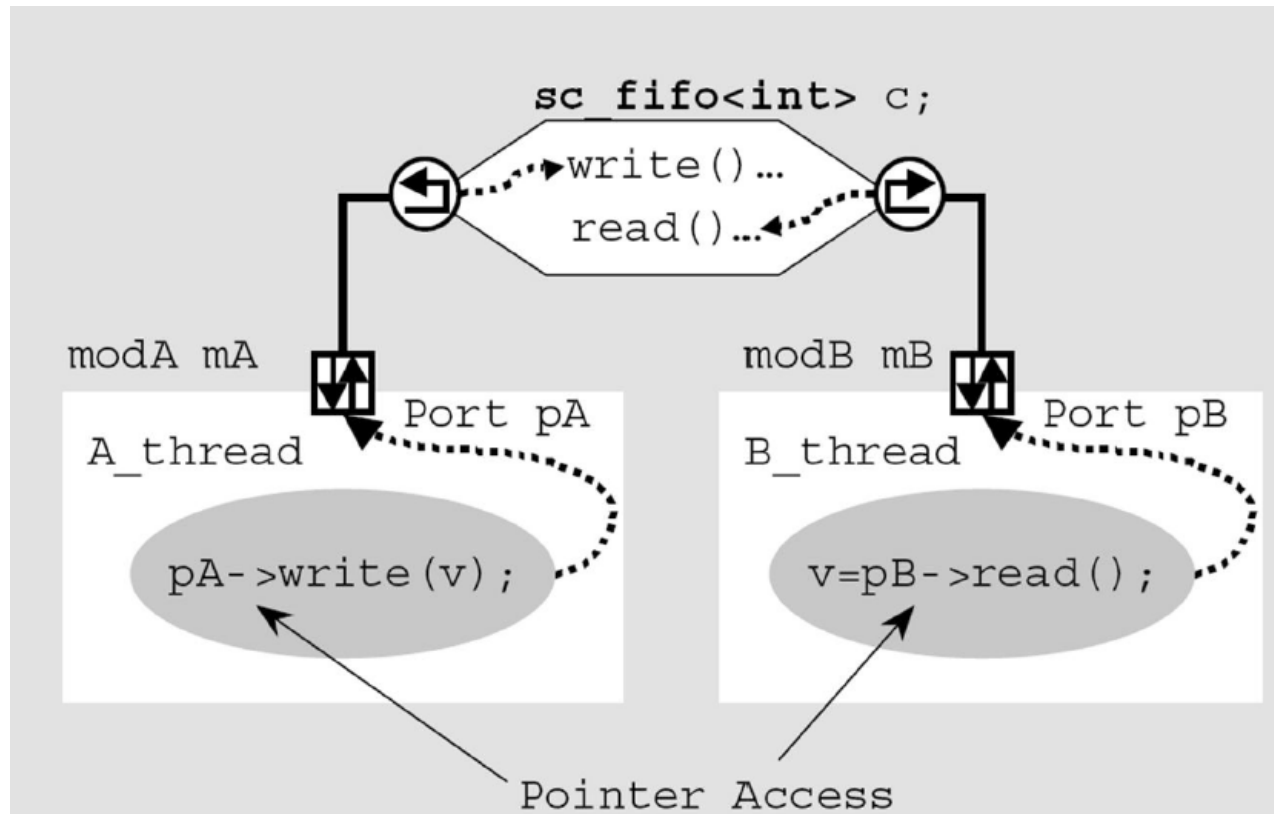 sc_fifo<int> c;
write()…
read()…
modA mA
modB mB
Port pA
Port pB
A_thread
B_thread
pA->write(v);
v=pB->read();
Pointer Access